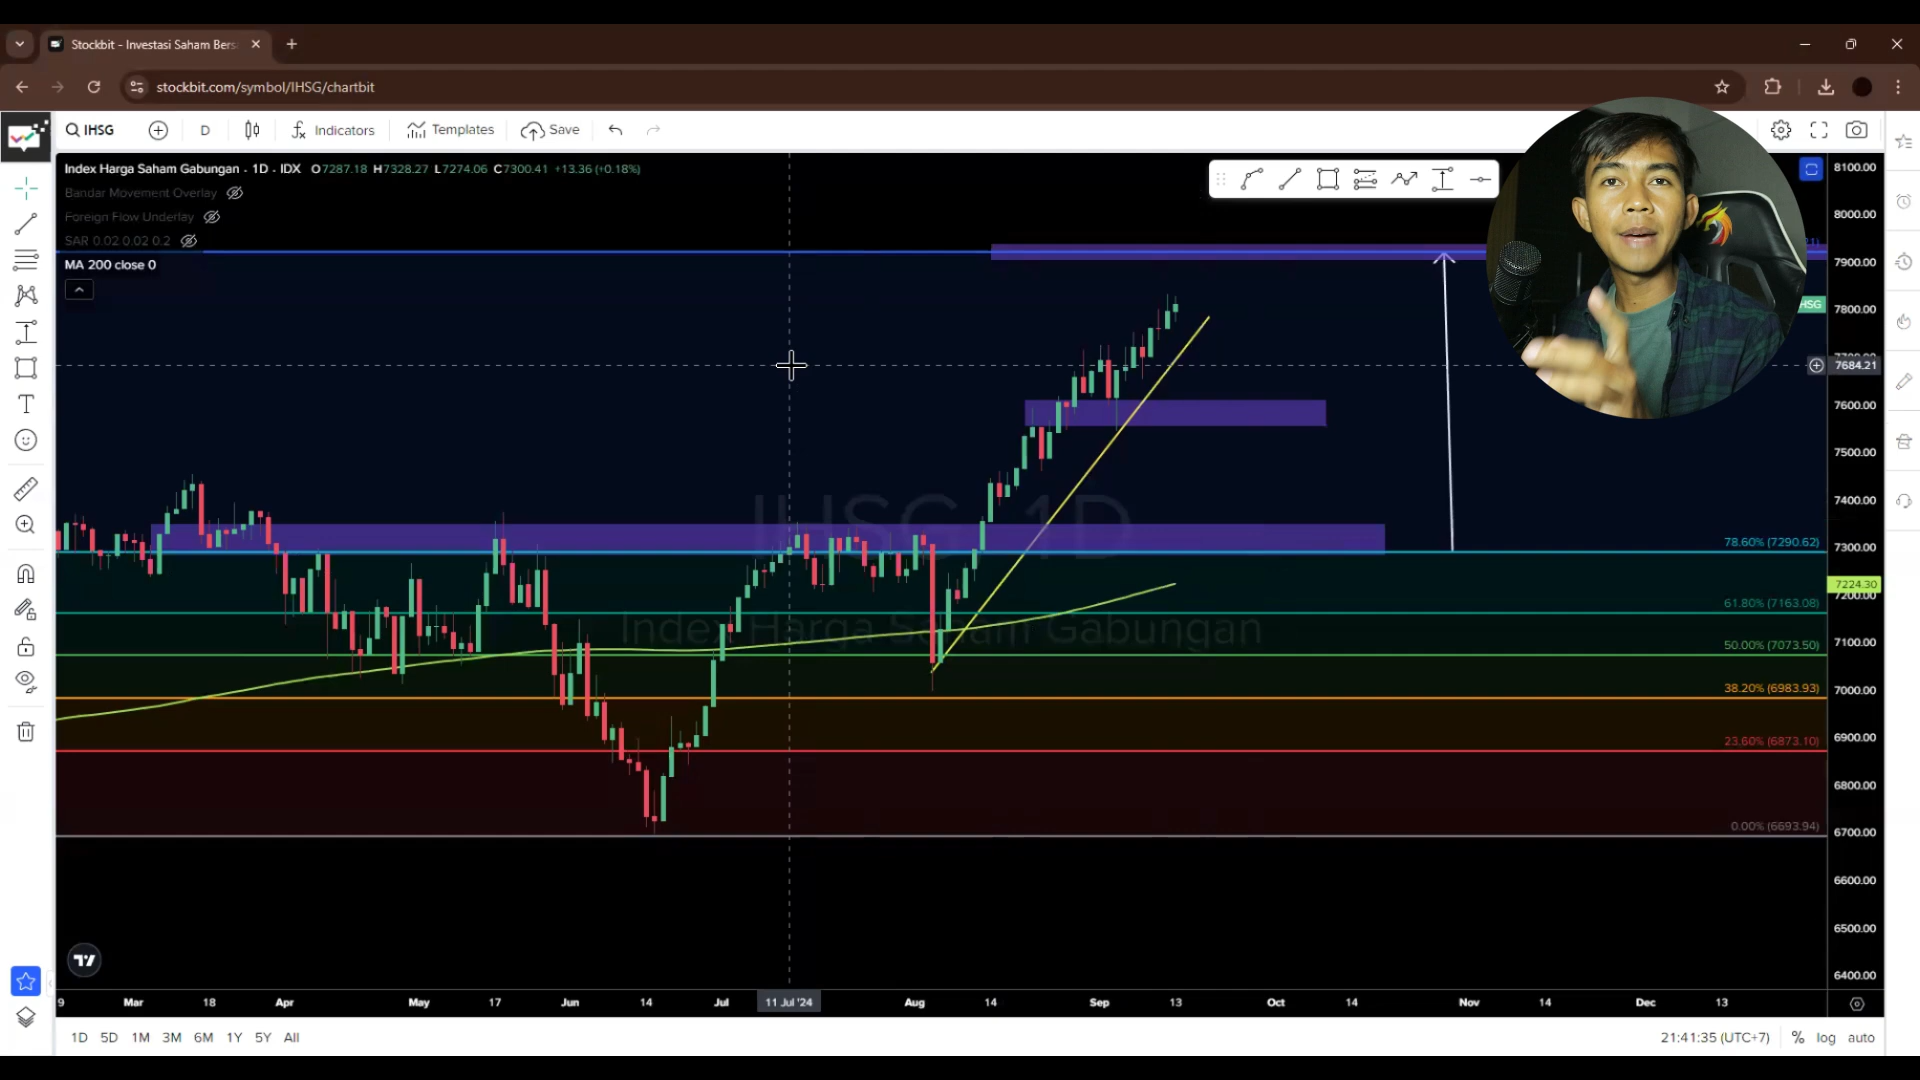 Stockbit - Investasi Saham Bers
stockbit.com/symbol/IHSG/chartbit
IHSG
D
Indicators
Templates
Save
Index Harga Saham Gabungan - 1D - IDX O7287.18 H7328.27 L7274.06 C7300.41 +13.36 (+0.18%)
Bandar Movement Overlay
Foreign Flow Underlay
SAR 0.02 0.02 0.2
MA 200 close 0
IHSG 1D
Index Harga Saham Gabungan
8100.00
8000.00
7900.00
HSG
7800.00
7684.21
7600.00
7500.00
7400.00
78.60% (7290.62)
7300.00
7224.30
7200.00
61.80% (7163.08)
7100.00
50.00% (7073.50)
38.20% (6983.93)
7000.00
23.60% (6873.10)
6900.00
6800.00
0.00% (6693.94)
6700.00
6600.00
6500.00
6400.00
9 Mar 18 Apr May 17 Jun 14 Jul 11 Jul '24 Aug 14 Sep 13 Oct 14 Nov 14 Dec 13
1D 5D 1M 3M 6M 1Y 5Y All
21:41:35 (UTC+7) % log auto